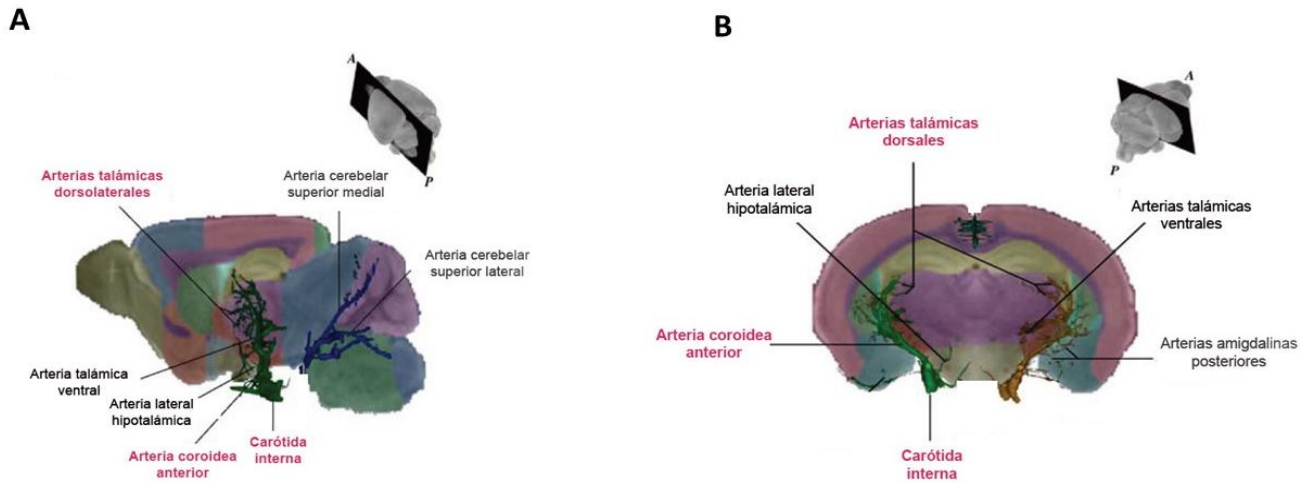 A
B
A
P
A
P
Arterias talámicas
dorsolaterales
Arteria cerebelar
superior medial
Arteria cerebelar
superior lateral
Arteria talámica
ventral
Arteria lateral
hipotalámica
Arteria coroidea
anterior
Carótida
interna
Arterias talámicas
dorsales
Arteria lateral
hipotalámica
Arterias talámicas
ventrales
Arteria coroidea
anterior
Arterias amigdalinas
posteriores
Carótida
interna